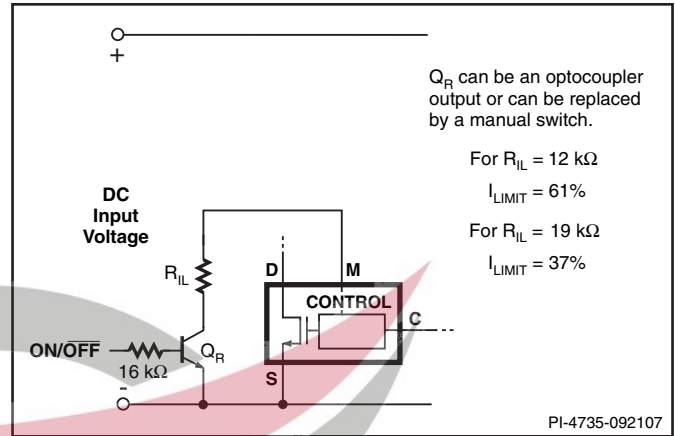 +
Q_R can be an optocoupler
output or can be replaced
by a manual switch.
For R_IL = 12 kΩ
I_LIMIT = 61%
For R_IL = 19 kΩ
I_LIMIT = 37%
DC
Input
Voltage
R_IL
D
M
CONTROL
C
ON/O̅F̅F̅
16 kΩ
Q_R
S
-
PI-4735-092107